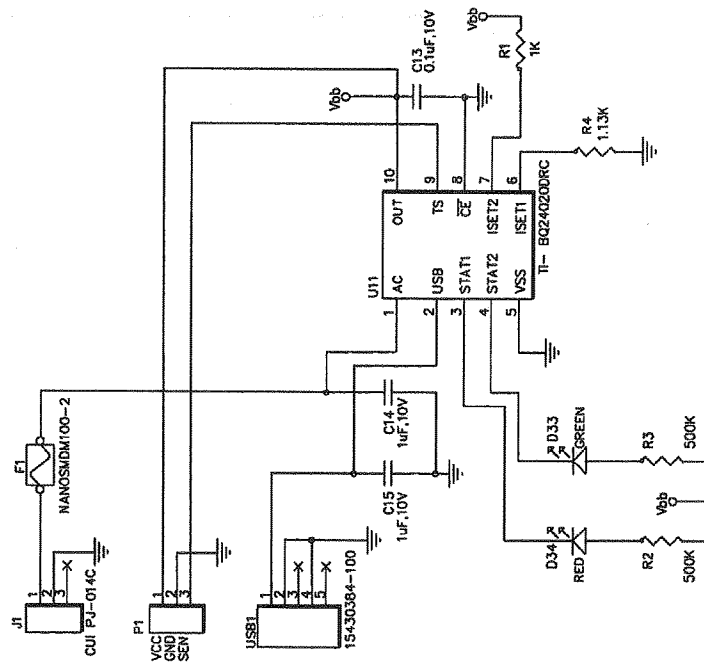 J1
1
2
3
CUI PJ-014C
F1
NANOSMDM100-2
P1
VCC
GND
SEN
1
2
3
USB1
1
2
3
4
5
15430384-100
C15
1uF,10V
C14
1uF,10V
U11
1
2
3
4
5
AC
USB
STAT1
STAT2
VSS
OUT
TS
CE
ISET2
ISET1
10
9
8
7
6
TI- BQ24020DRC
Vbb
C13
0.1uF,10V
Vbb
R1
1K
R4
1.13K
D34
RED
D33
GREEN
R2
500K
Vbb
R3
500K